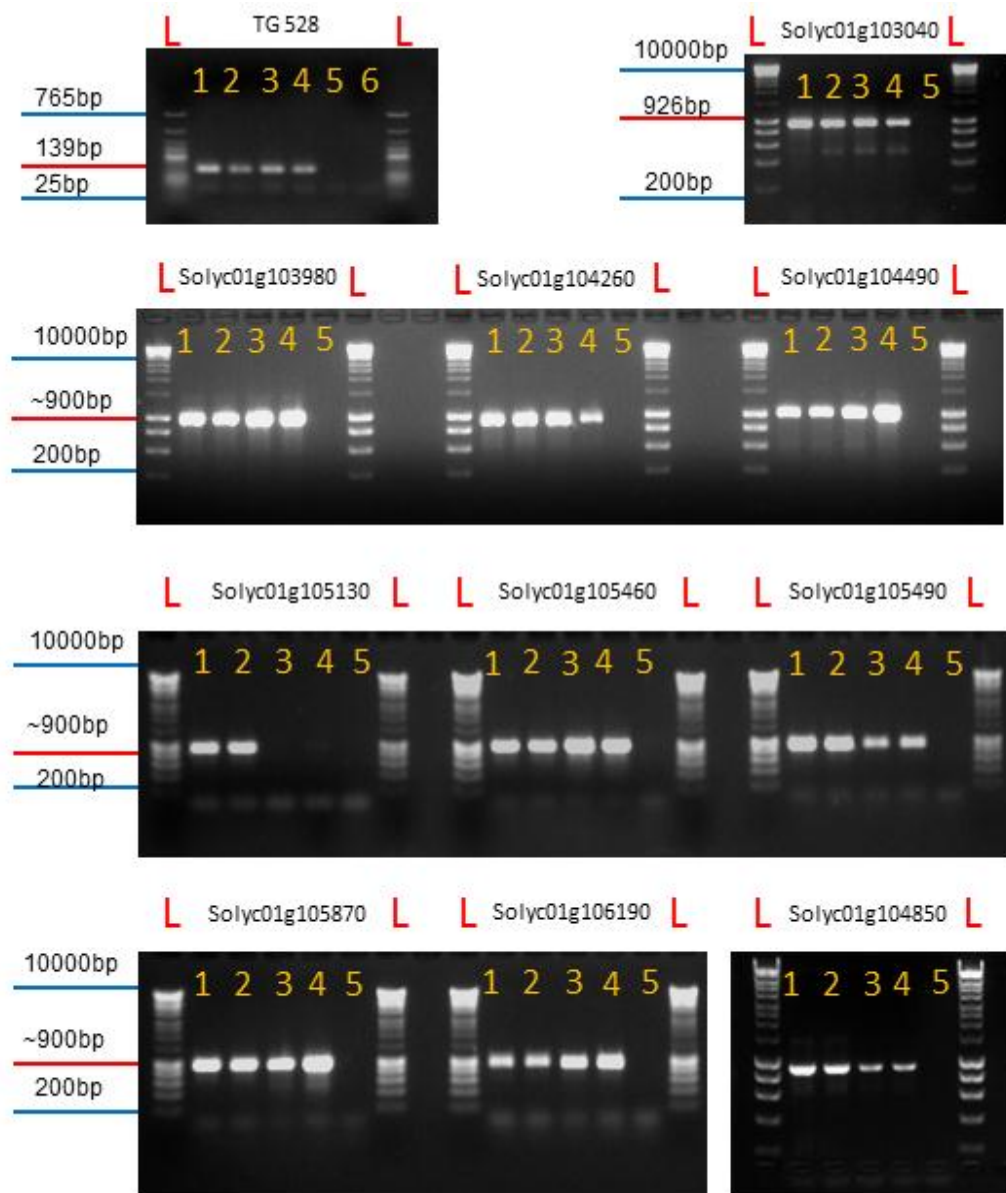 L TG 528 L
1 2 3 4 5 6
765bp
139bp
25bp
L Solyc01g103040 L
10000bp
1 2 3 4 5
926bp
200bp
L Solyc01g103980 L Solyc01g104260 L L Solyc01g104490 L
10000bp
1 2 3 4 5 1 2 3 4 5 1 2 3 4 5
~900bp
200bp
L Solyc01g105130 L L Solyc01g105460 L L Solyc01g105490 L
10000bp
1 2 3 4 5 1 2 3 4 5 1 2 3 4 5
~900bp
200bp
L Solyc01g105870 L L Solyc01g106190 L L Solyc01g104850 L
10000bp
1 2 3 4 5 1 2 3 4 5 1 2 3 4 5
~900bp
200bp